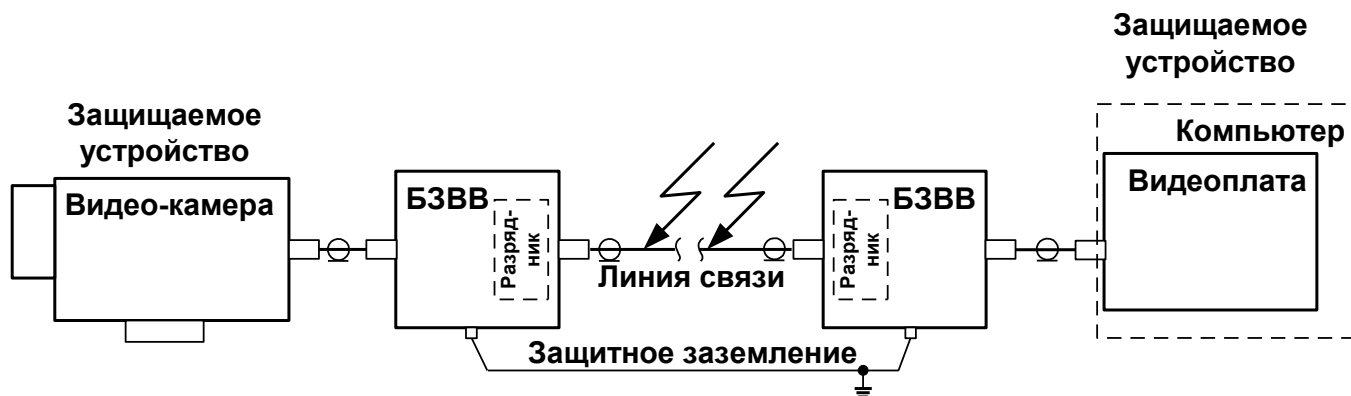 Защищаемое
устройство
Защищаемое
устройство
Компьютер
Видео-камера
БЗВВ
БЗВВ
Видеоплата
Разряд-
ник
Разряд-
ник
Линия связи
Защитное заземление